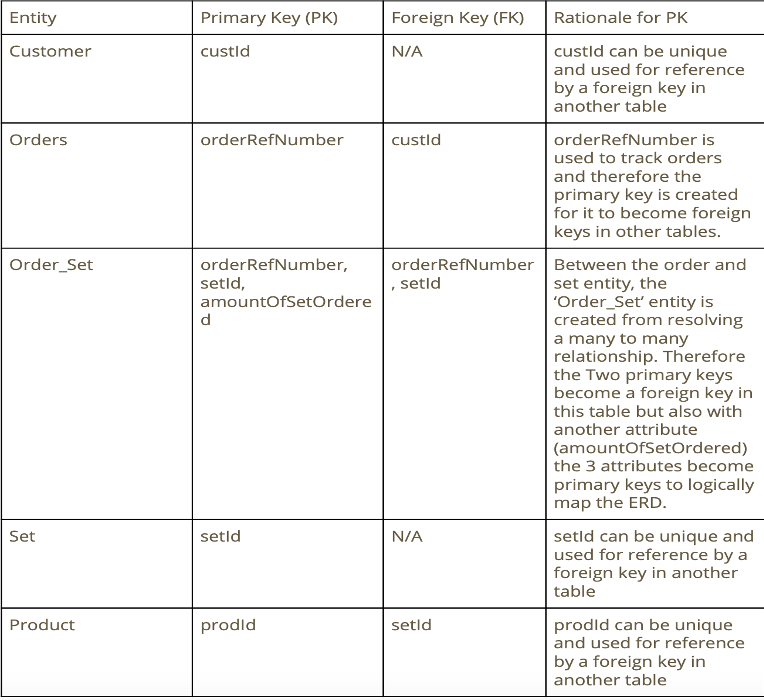 Entity Primary Key (PK) Foreign Key (FK) Rationale for PK
Customer custId N/A custId can be unique
and used for reference
by a foreign key in
another table
Orders orderRefNumber custId orderRefNumber is
used to track orders
and therefore the
primary key is created
for it to become foreign
keys in other tables.
Order_Set orderRefNumber, orderRefNumber Between the order and
setId, , setId set entity, the
amountOfSetOrdere ‘Order_Set’ entity is
d created from resolving
a many to many
relationship. Therefore
the Two primary keys
become a foreign key in
this table but also with
another attribute
(amountOfSetOrdered)
the 3 attributes become
primary keys to logically
map the ERD.
Set setId N/A setId can be unique and
used for reference by a
foreign key in another
table
Product prodId setId prodId can be unique
and used for reference
by a foreign key in
another table